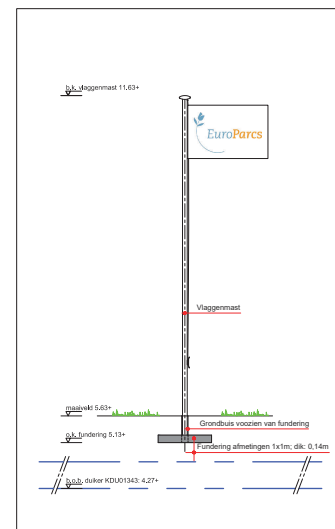 b.k. vlaggenmast 11.63+
EuroParcs
Vlaggenmast
maaiveld 5.63+
Grondbuis voozien van fundering
o.k. fundering 5.13+
Fundering afmetingen 1x1m; dik: 0,14m
b.o.b. duiker KDU01343: 4.27+